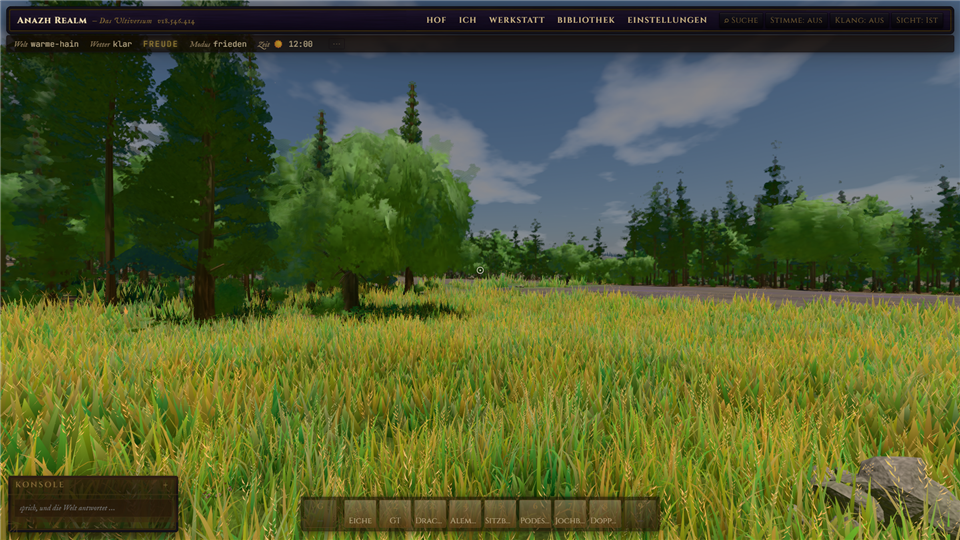 ANAZH REALM — Das Ultiversum v18.546.414
HOF ICH WERKSTATT BIBLIOTHEK EINSTELLUNGEN ⌕ SUCHE STIMME: AUS KLANG: AUS SICHT: IST
Welt warme-hain Wetter klar FREUDE Modus frieden Zeit 12:00 ...
KONSOLE
sprich, und die Welt antwortet ...
EICHE GT DRAC... ALEM... SITZB... PODES... JOCHB... DOPP...